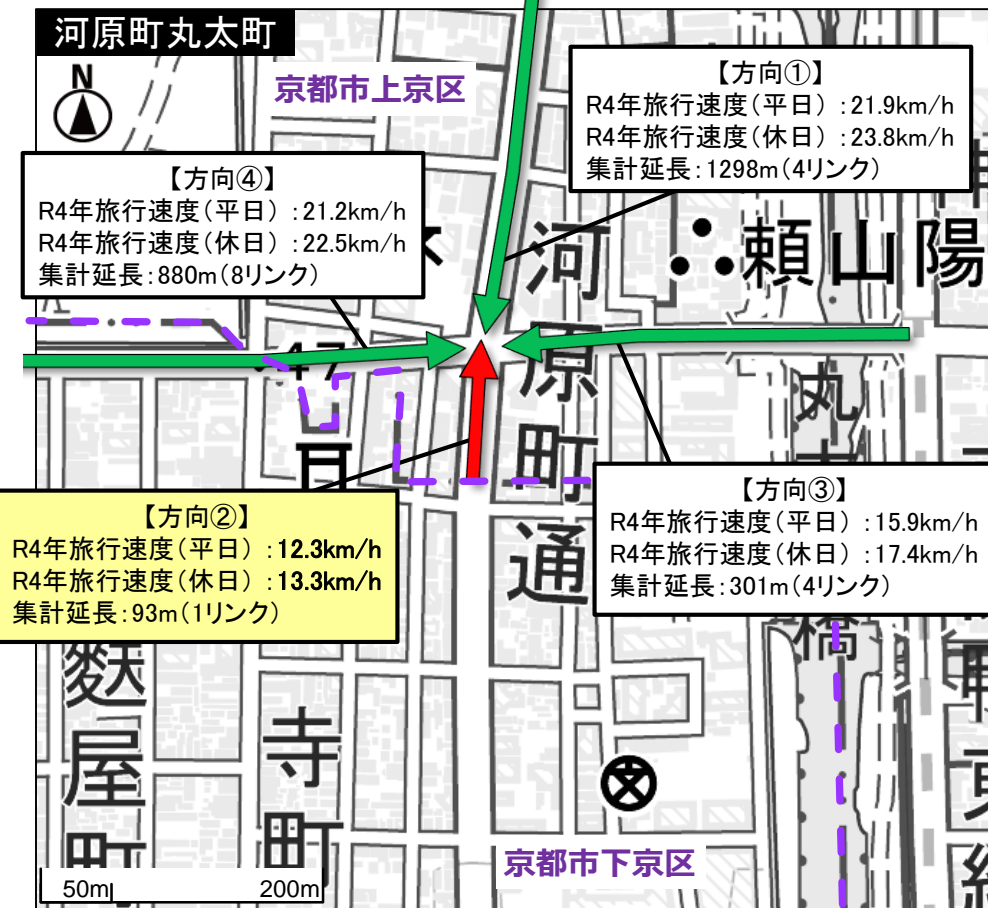 河原町丸太町
N
京都市上京区
【方向①】
R4年旅行速度(平日):21.9km/h
R4年旅行速度(休日):23.8km/h
集計延長:1298m(4リンク)
【方向④】
R4年旅行速度(平日):21.2km/h
R4年旅行速度(休日):22.5km/h
集計延長:880m(8リンク)
頼山陽
河原町通
47
丸
【方向②】
R4年旅行速度(平日):12.3km/h
R4年旅行速度(休日):13.3km/h
集計延長:93m(1リンク)
【方向③】
R4年旅行速度(平日):15.9km/h
R4年旅行速度(休日):17.4km/h
集計延長:301m(4リンク)
橋
麩屋町
寺町
京都市下京区
50m
200m